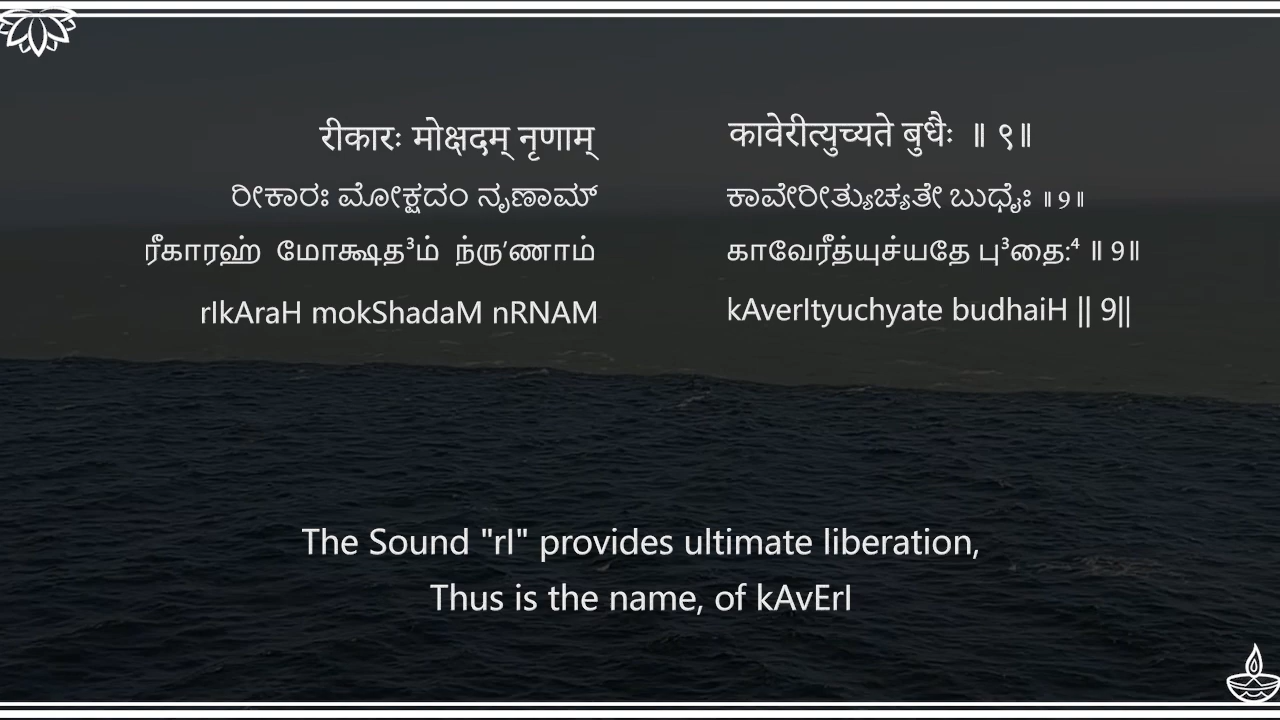 रीकारः मोक्षदम् नृणाम्
ರೀಕಾರಃ ಮೋಕ್ಷದಂ ನೃಣಾಮ್
ரீகாரஹ் மோக்ஷத³ம் ந்ரு’ணாம்
rIkAraH mokShadaM nRNAM
कावेरीत्युच्यते बुधैः ॥ ९॥
ಕಾವೇರೀತ್ಯುಚ್ಯತೇ ಬುಧೈಃ ॥ 9॥
காவேரீத்யுச்யதே பு³தை:⁴ ॥ 9॥
kAverItyuchyate budhaiH || 9||
The Sound "rI" provides ultimate liberation,
Thus is the name, of kAvErI